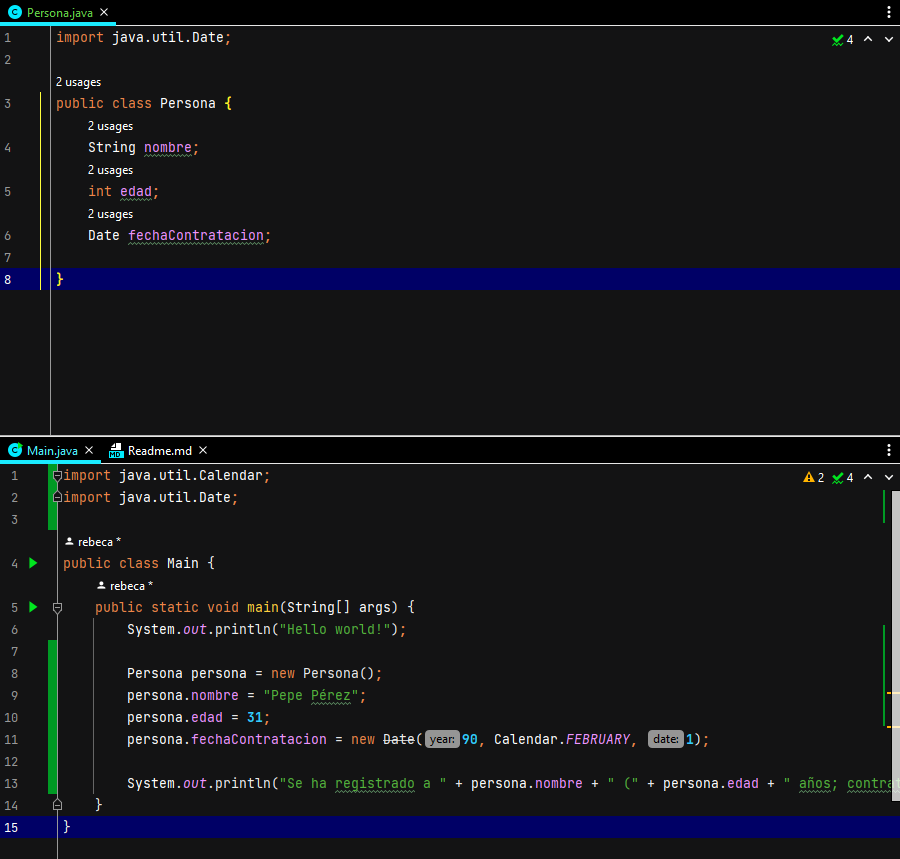 Persona.java
4
1 import java.util.Date;
2
2 usages
3 public class Persona {
2 usages
4 String nombre;
2 usages
5 int edad;
2 usages
6 Date fechaContratacion;
7
8 }
Main.java Readme.md
1 import java.util.Calendar; 2 4
2 import java.util.Date;
3
rebeca *
4 public class Main {
rebeca *
5 public static void main(String[] args) {
6 System.out.println("Hello world!");
7
8 Persona persona = new Persona();
9 persona.nombre = "Pepe Pérez";
10 persona.edad = 31;
11 persona.fechaContratacion = new Date( year: 90, Calendar.FEBRUARY, date: 1);
12
13 System.out.println("Se ha registrado a " + persona.nombre + " (" + persona.edad + " años; contra
14 }
15 }